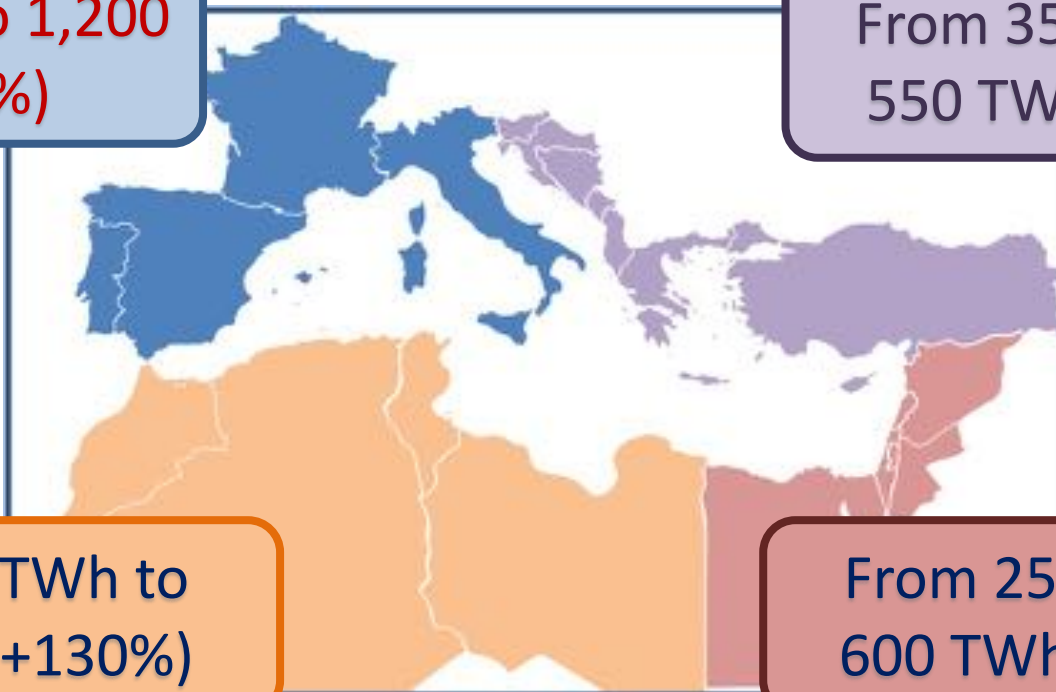 1,200
%)
From 35
550 TW
TWh to
+130%)
From 25
600 TWh